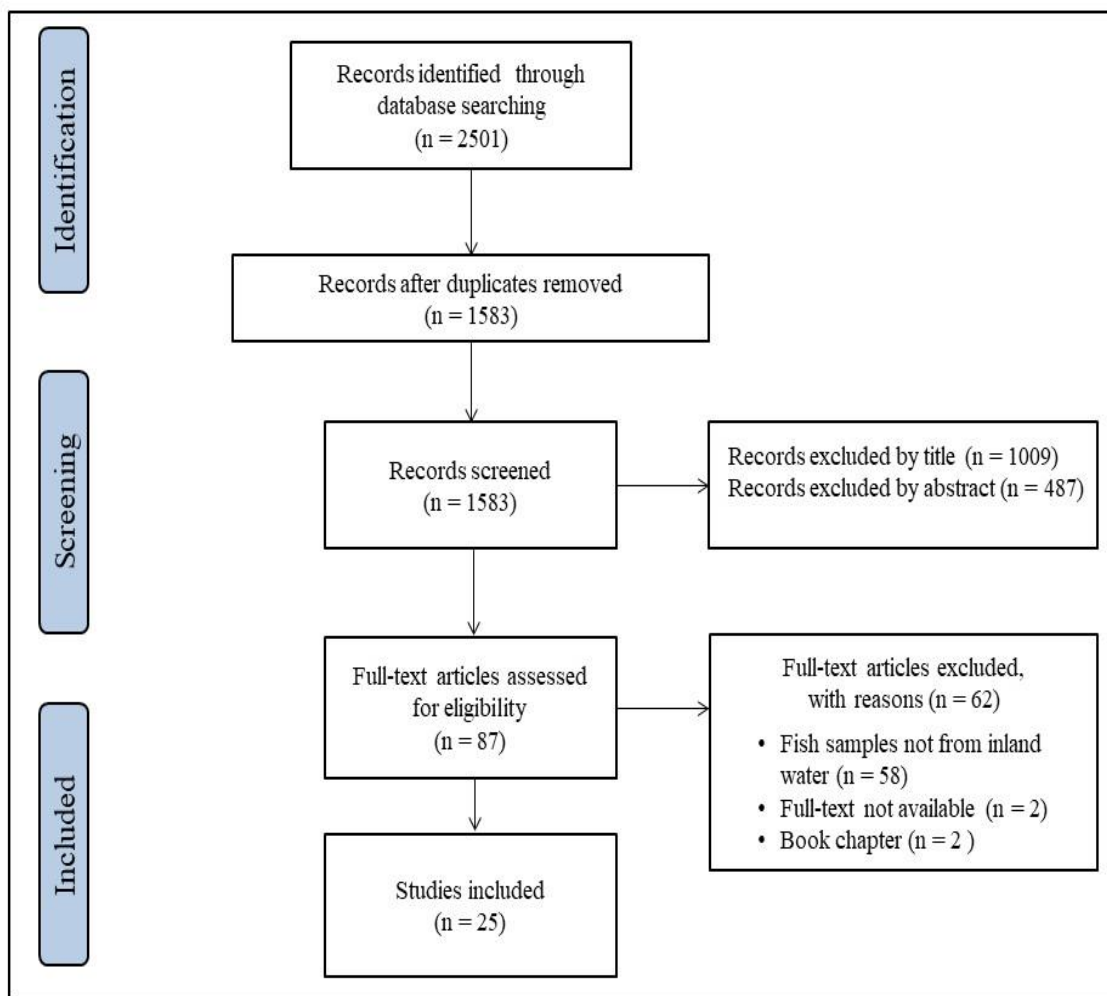 Identification
Records identified through
database searching
(n = 2501)
Records after duplicates removed
(n = 1583)
Screening
Records screened
(n = 1583)
Records excluded by title (n = 1009)
Records excluded by abstract (n = 487)
Full-text articles assessed
for eligibility
(n = 87)
Full-text articles excluded,
with reasons (n = 62)
• Fish samples not from inland
water (n = 58)
• Full-text not available (n = 2)
• Book chapter (n = 2 )
Included
Studies included
(n = 25)